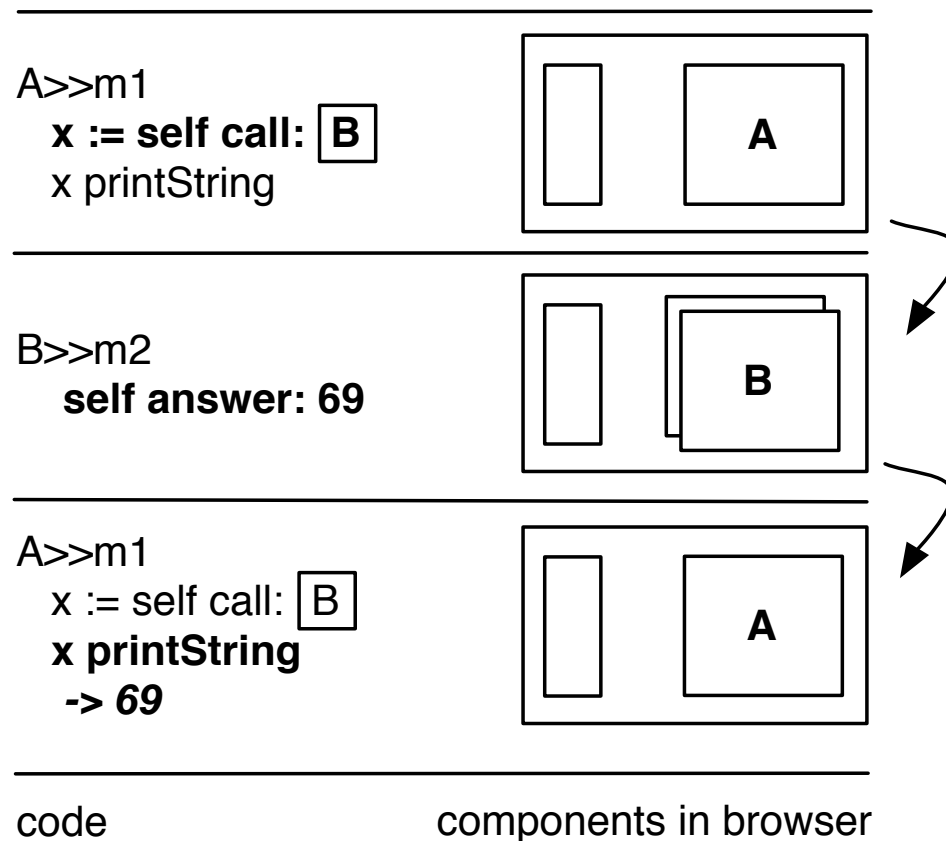 A>>m1
x := self call: B
x printString
A
B>>m2
self answer: 69
B
A>>m1
x := self call: B
x printString
-> 69
A
code
components in browser